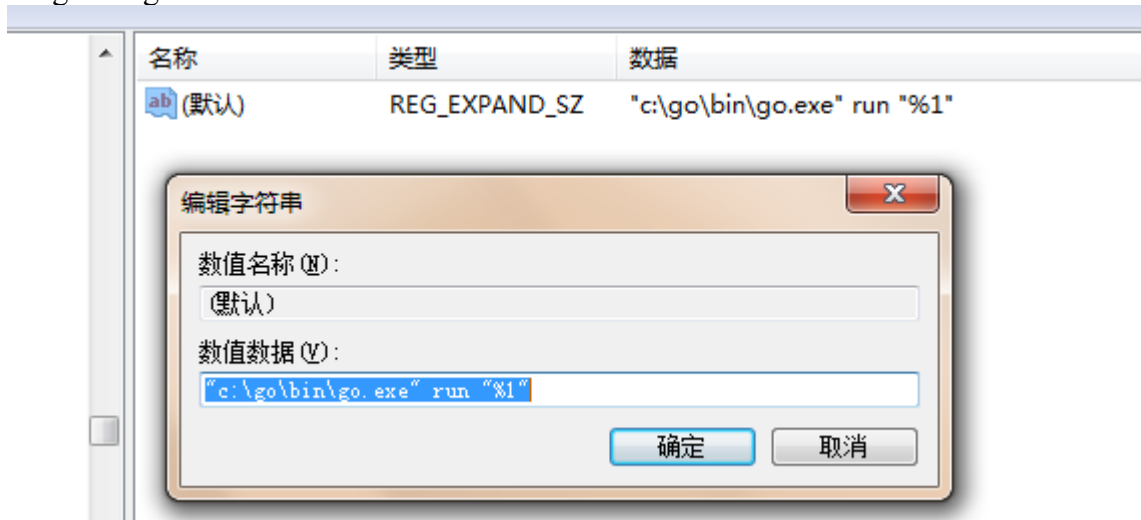 名称 类型 数据
(默认) REG_EXPAND_SZ "c:\go\bin\go.exe" run "%1"
编辑字符串
数值名称(N):
(默认)
数值数据(V):
"c:\go\bin\go.exe" run "%1"
确定 取消